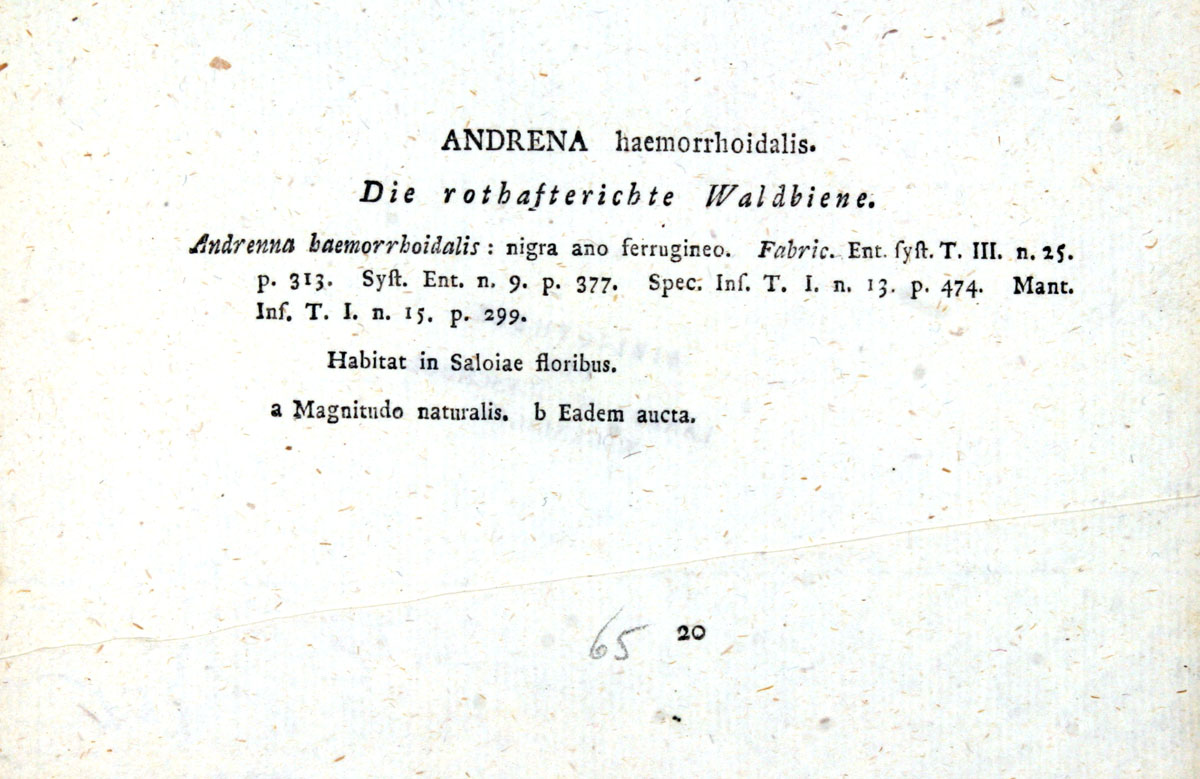 ANDRENA haemorrhoidalis.
Die rothafterichte Waldbiene.
Andrenna haemorrhoidalis : nigra ano ferrugineo. Fabric. Ent. ſyſt. T. III. n. 25.
p. 313. Syſt. Ent. n. 9. p. 377. Spec. Inſ. T. I. n. 13. p. 474. Mant.
Inſ. T. I. n. 15. p. 299.
Habitat in Saloiae floribus.
a Magnitudo naturalis. b Eadem aucta.
65 20